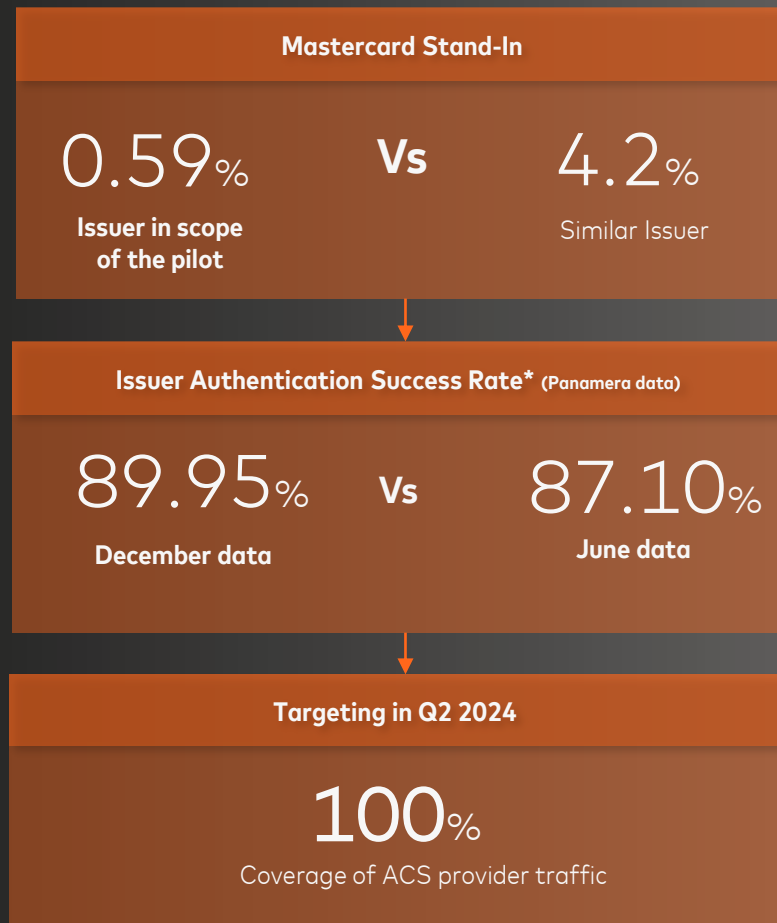 Mastercard Stand-In
0.59% Vs 4.2%
Issuer in scope
of the pilot
Similar Issuer
Issuer Authentication Success Rate* (Panamera data)
89.95% Vs 87.10%
December data
June data
Targeting in Q2 2024
100%
Coverage of ACS provider traffic